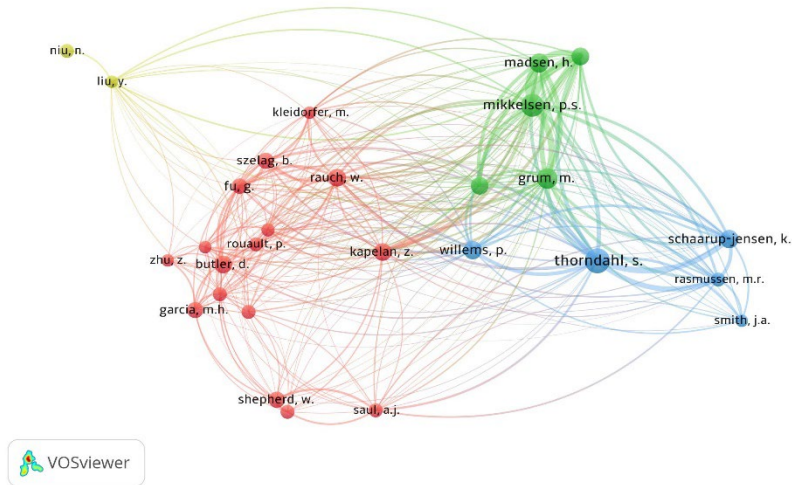 niu, n.
liu, y.
madsen, h.
mikkelsen, p.s.
kleidorfer, m.
szelag, b.
fu, g.
rauch, w.
grum, m.
rouault, p.
kapelan, z.
willems, p.
schaarup-jensen, k.
zhu, z.
butler, d.
thorndahl, s.
rasmussen, m.r.
garcia, m.h.
smith, j.a.
shepherd, w.
saul, a.j.
VOSviewer